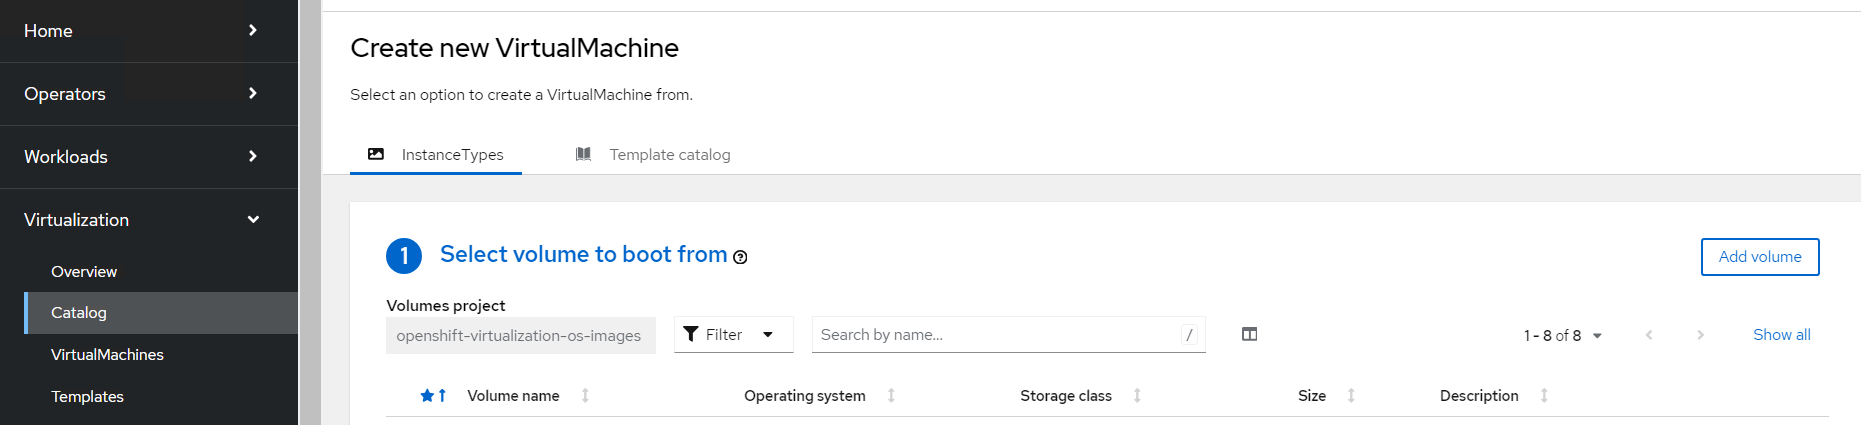 Home
Operators
Workloads
Virtualization
Overview
Catalog
VirtualMachines
Templates
Create new VirtualMachine
Select an option to create a VirtualMachine from.
InstanceTypes Template catalog
1 Select volume to boot from Add volume
Volumes project
openshift-virtualization-os-images Filter Search by name... / 1 - 8 of 8 Show all
Volume name Operating system Storage class Size Description